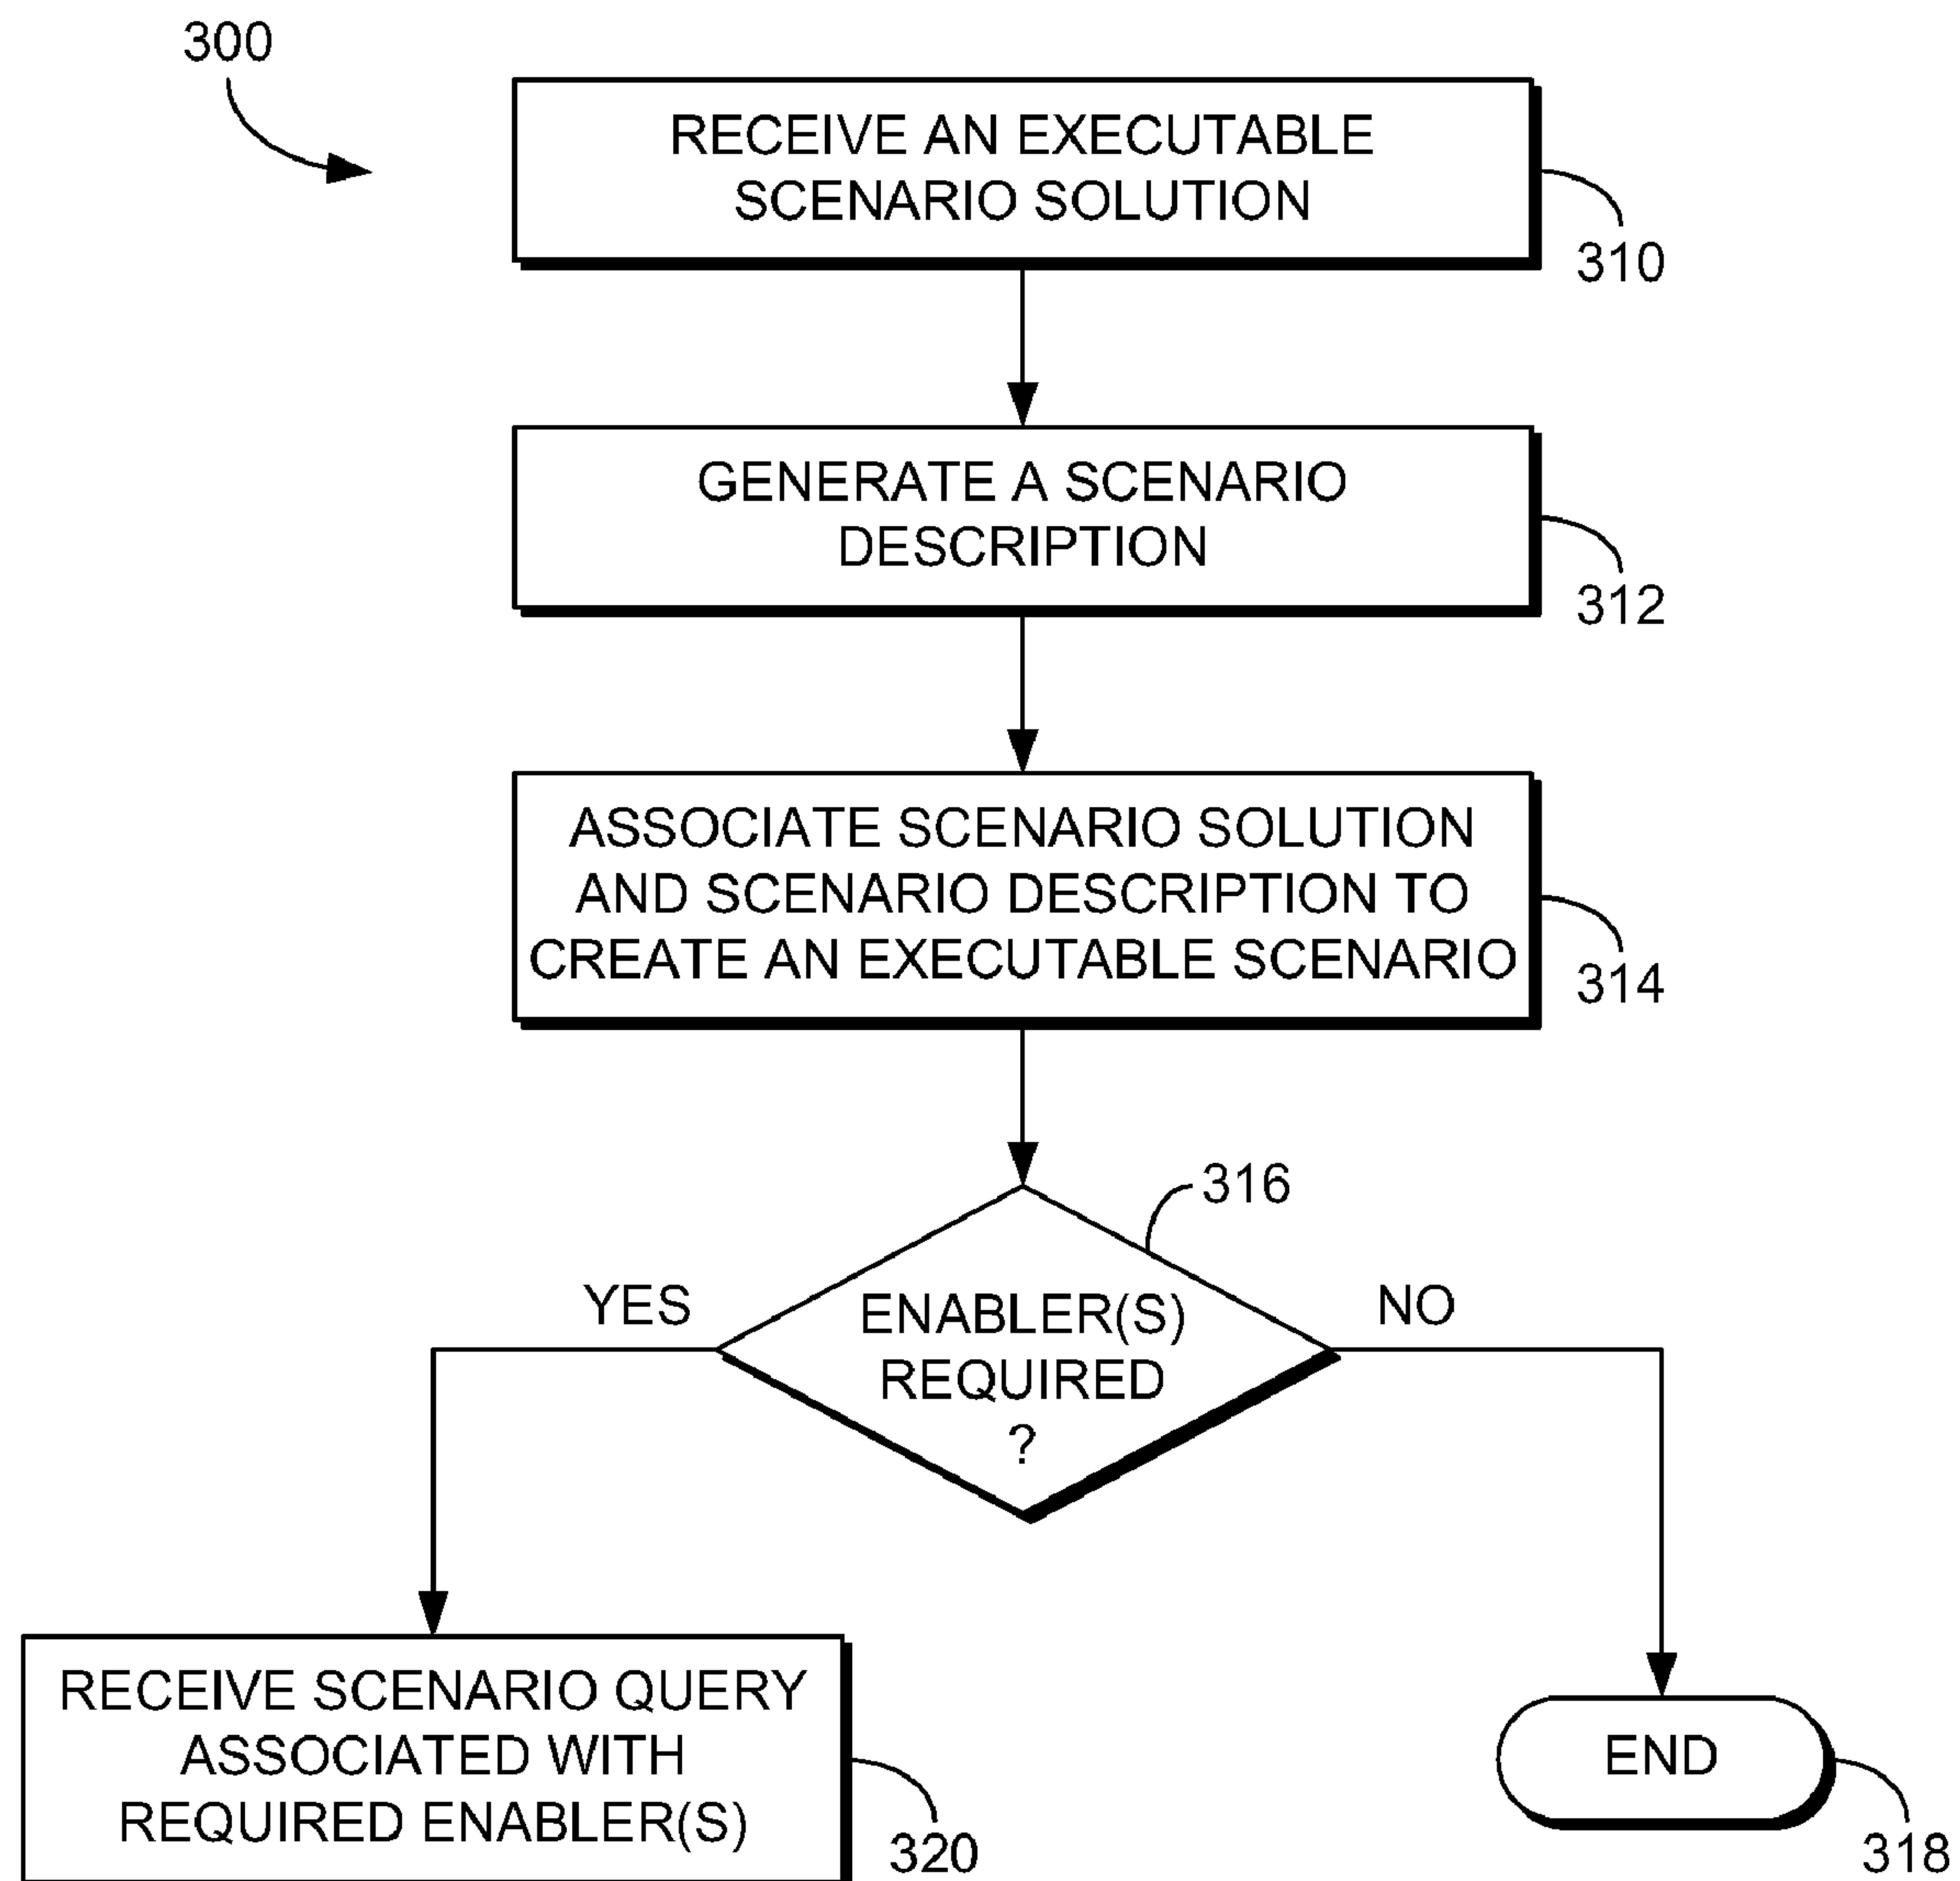 300
RECEIVE AN EXECUTABLE
SCENARIO SOLUTION
310
GENERATE A SCENARIO
DESCRIPTION
312
ASSOCIATE SCENARIO SOLUTION
AND SCENARIO DESCRIPTION TO
CREATE AN EXECUTABLE SCENARIO
314
316
YES
ENABLER(S)
REQUIRED
?
NO
RECEIVE SCENARIO QUERY
ASSOCIATED WITH
REQUIRED ENABLER(S)
320
END
318